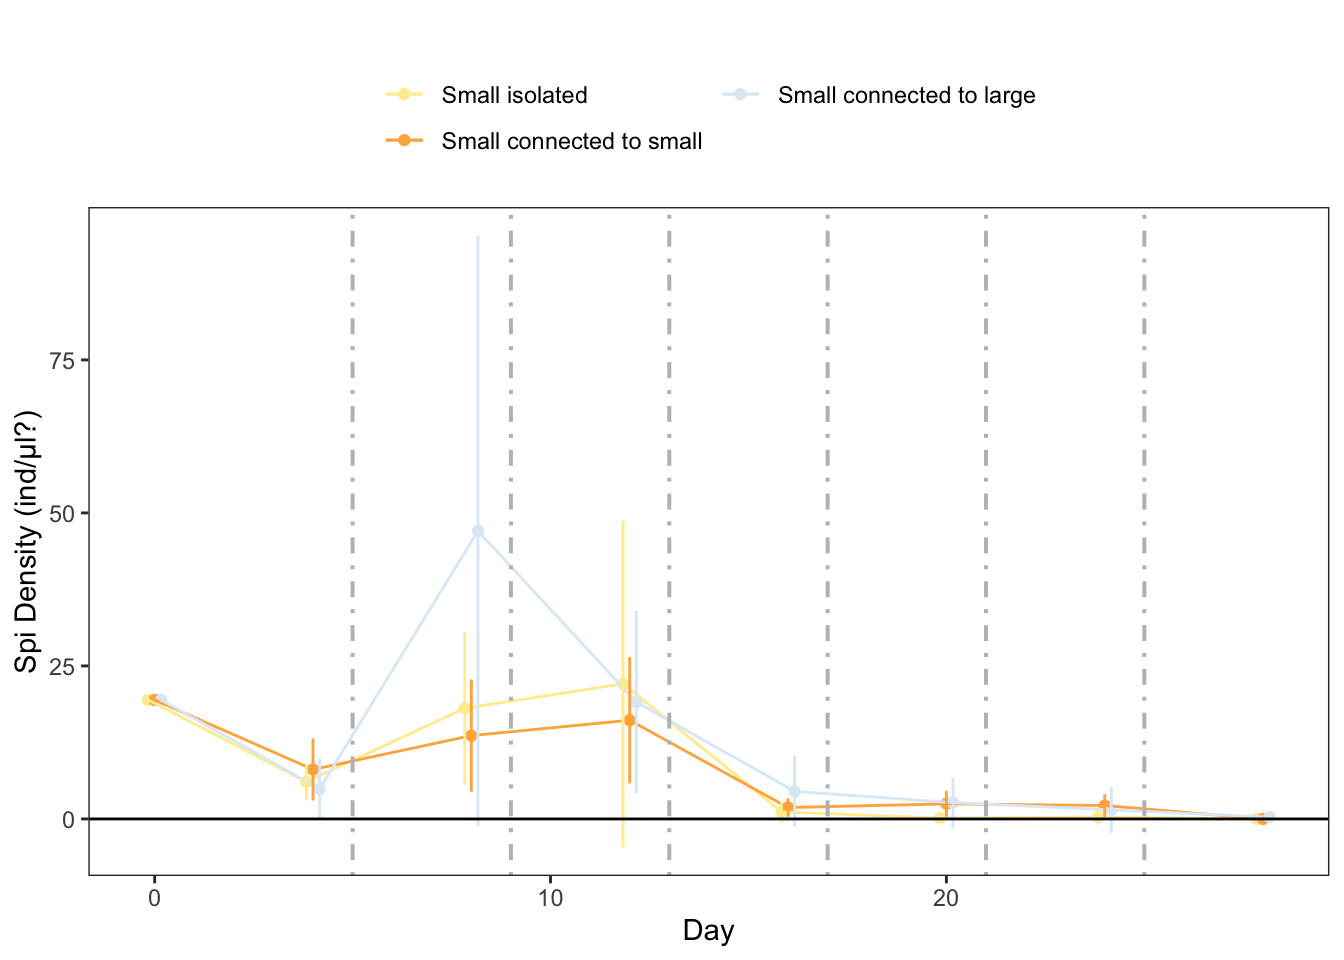 Small isolated
Small connected to large
Small connected to small
75
50
25
0
Spi Density (ind/μl?)
0
10
20
Day